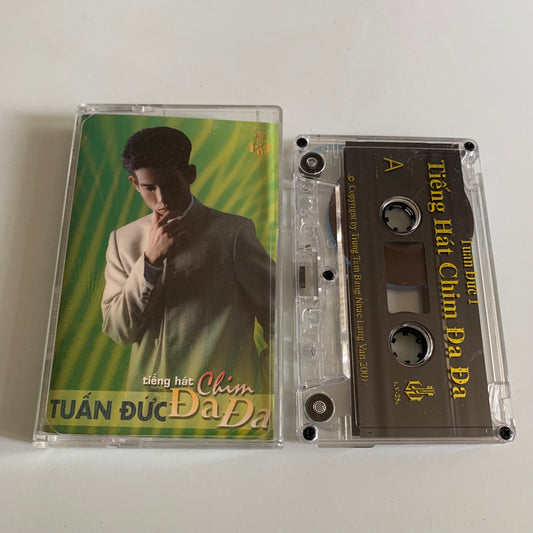 tiếng hát
Chim
TUẤN ĐỨC Đa Đa
A
Tuấn Đức 1
Tiếng Hát Chim Đa Đa
Copyright by Trung Tâm Băng Nhạc Làng Văn